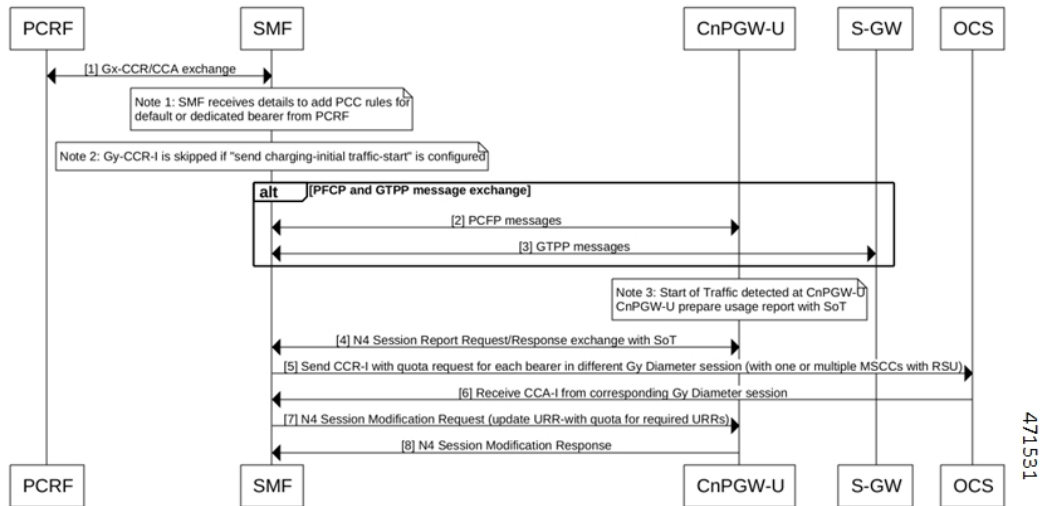 PCRF SMF CnPGW-U S-GW OCS
[1] Gx-CCR/CCA exchange
Note 1: SMF receives details to add PCC rules for
default or dedicated bearer from PCRF
Note 2: Gy-CCR-I is skipped if "send charging-initial traffic-start" is configured
alt [PFCP and GTPP message exchange]
[2] PCFP messages
[3] GTPP messages
Note 3: Start of Traffic detected at CnPGW-U
CnPGW-U prepare usage report with SoT
[4] N4 Session Report Request/Response exchange with SoT
[5] Send CCR-I with quota request for each bearer in different Gy Diameter session (with one or multiple MSCCs with RSU)
[6] Receive CCA-I from corresponding Gy Diameter session
[7] N4 Session Modification Request (update URR-with quota for required URRs)
[8] N4 Session Modification Response
PCRF SMF CnPGW-U S-GW OCS
471531